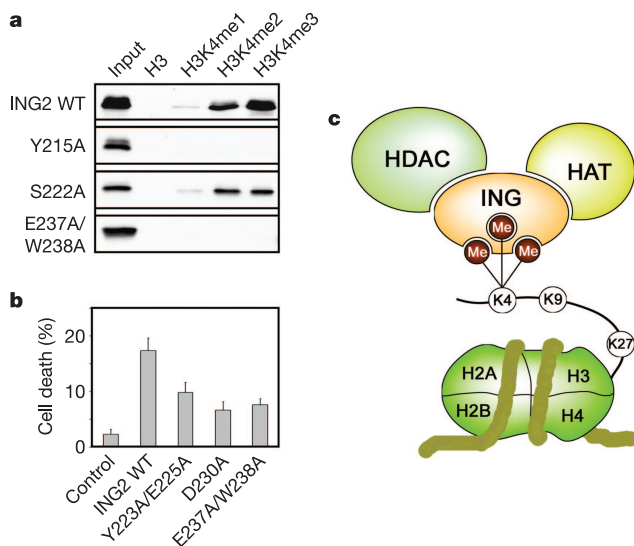 a
Input
H3
H3K4me1
H3K4me2
H3K4me3
ING2 WT
Y215A
S222A
E237A/
W238A
b
Cell death (%)
20
10
0
Control
ING2 WT
Y223A/E225A
D230A
E237A/W238A
c
HDAC
HAT
ING
Me
Me
Me
K4
K9
K27
H2A
H3
H2B
H4